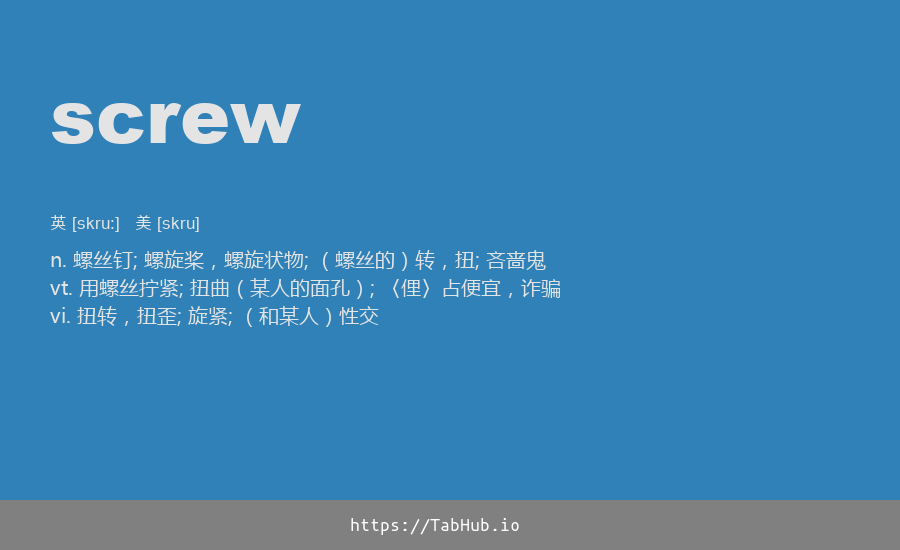 screw
英 [skruː] 美 [skru]
n. 螺丝钉; 螺旋桨，螺旋状物; （螺丝的）转，扭; 吝啬鬼
vt. 用螺丝拧紧; 扭曲（某人的面孔）; 〈俚〉占便宜，诈骗
vi. 扭转，扭歪; 旋紧; （和某人）性交
https://TabHub.io